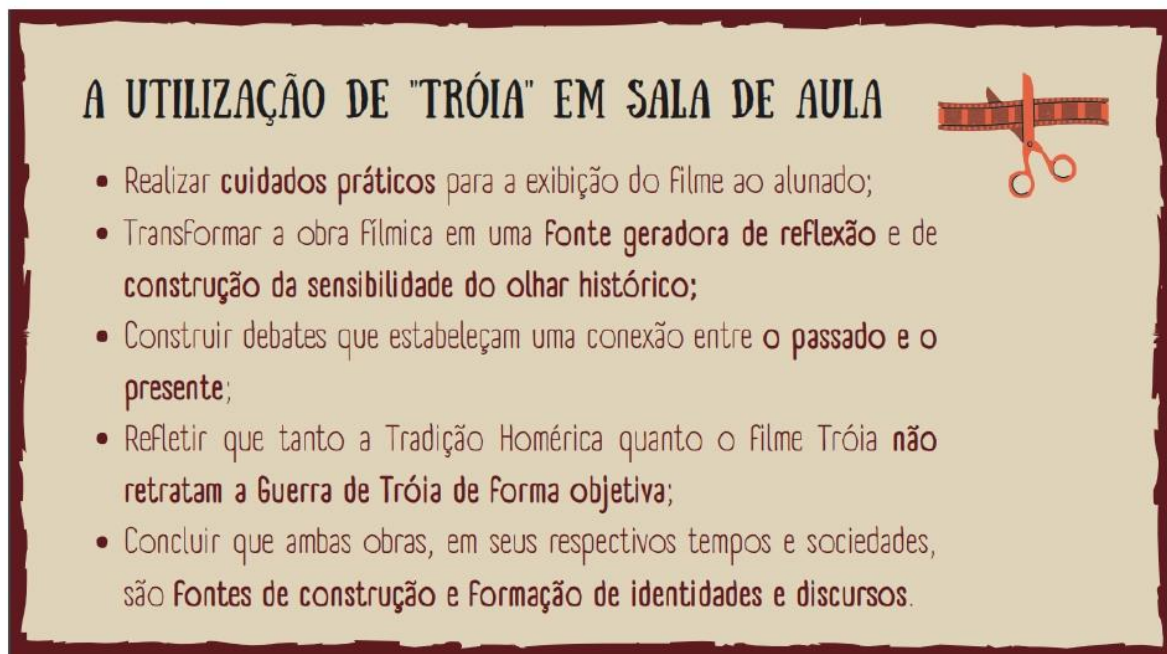 A UTILIZAÇÃO DE "TRÓIA" EM SALA DE AULA
• Realizar cuidados práticos para a exibição do filme ao alunado;
• Transformar a obra fílmica em uma fonte geradora de reflexão e de
construção da sensibilidade do olhar histórico;
• Construir debates que estabeleçam uma conexão entre o passado e o
presente;
• Refletir que tanto a Tradição Homérica quanto o filme Tróia não
retratam a Guerra de Tróia de forma objetiva;
• Concluir que ambas obras, em seus respectivos tempos e sociedades,
são fontes de construção e formação de identidades e discursos.